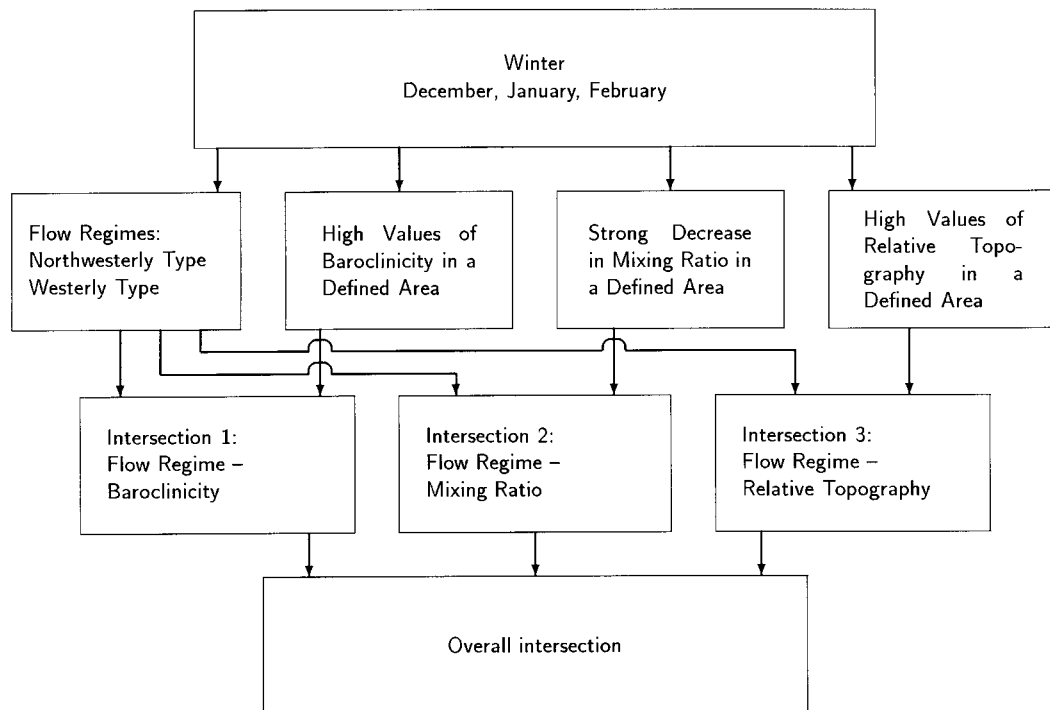 Winter
December, January, February
Flow Regimes:
Northwesterly Type
Westerly Type
High Values of
Baroclinicity in a
Defined Area
Strong Decrease
in Mixing Ratio in
a Defined Area
High Values of
Relative Topo-
graphy in a
Defined Area
Intersection 1:
Flow Regime –
Baroclinicity
Intersection 2:
Flow Regime –
Mixing Ratio
Intersection 3:
Flow Regime –
Relative Topography
Overall intersection